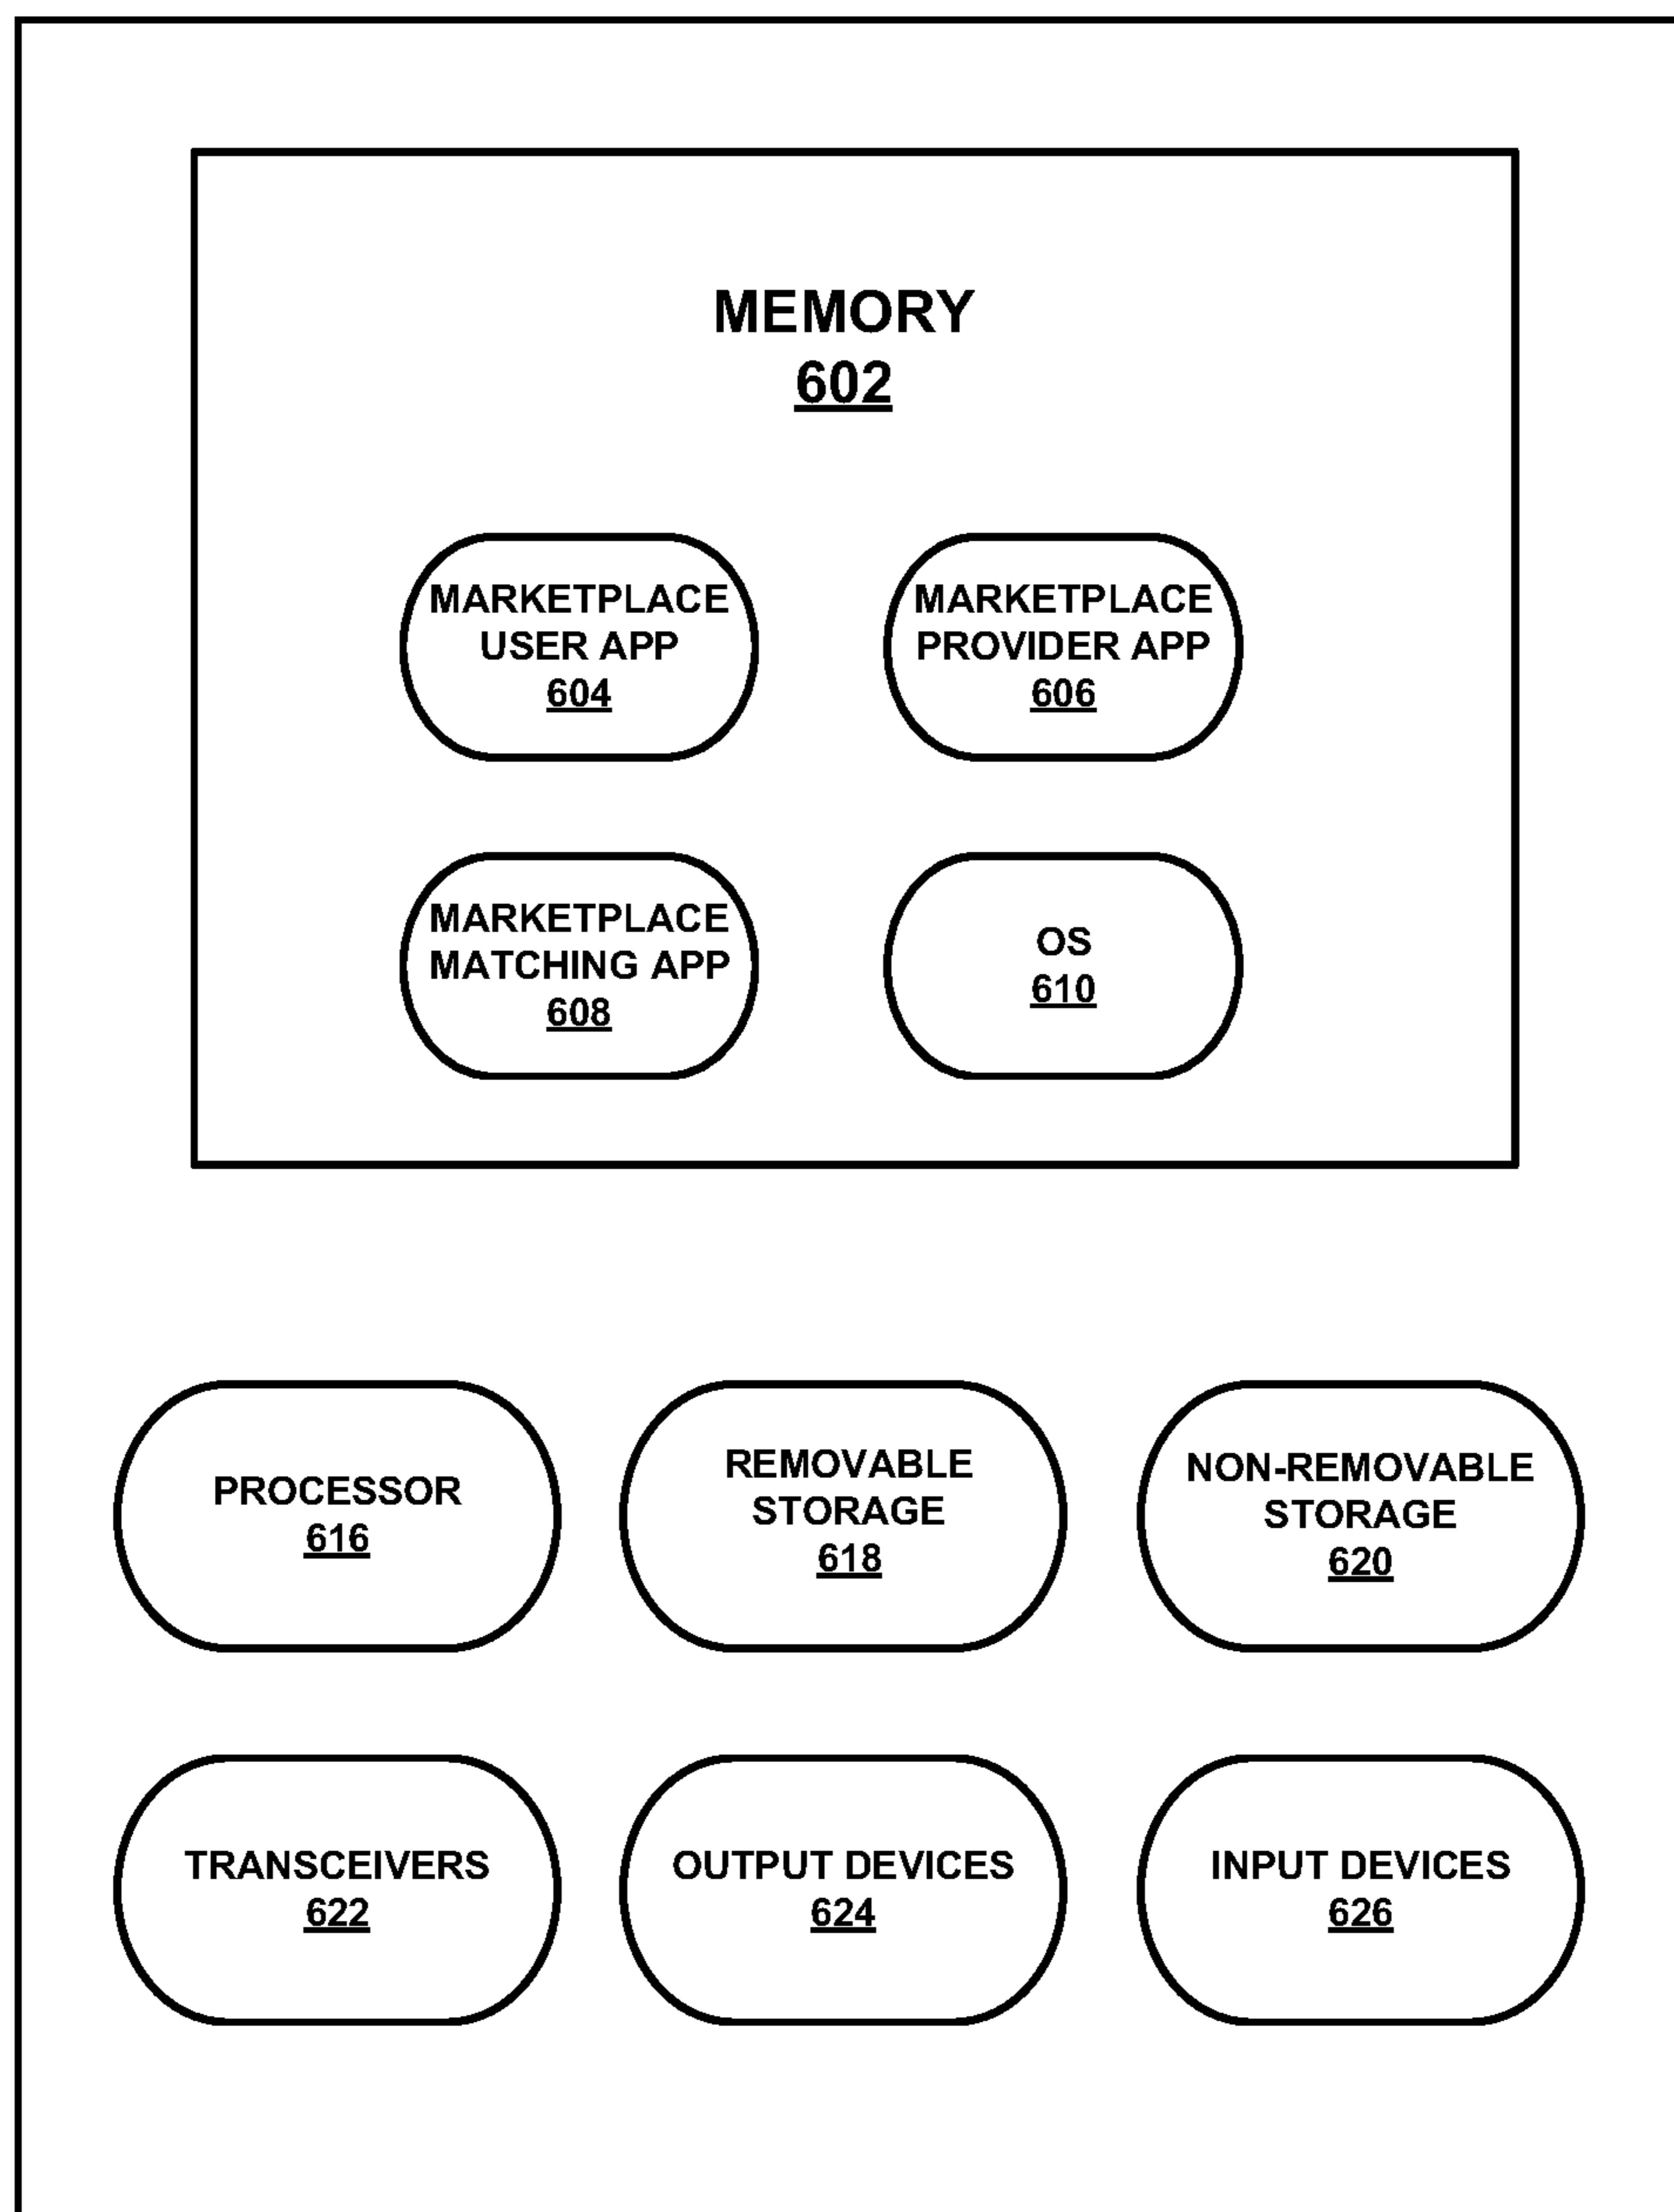 MEMORY
602
MARKETPLACE
USER APP
604
MARKETPLACE
PROVIDER APP
606
MARKETPLACE
MATCHING APP
608
OS
610
PROCESSOR
616
REMOVABLE
STORAGE
618
NON-REMOVABLE
STORAGE
620
TRANSCEIVERS
622
OUTPUT DEVICES
624
INPUT DEVICES
626